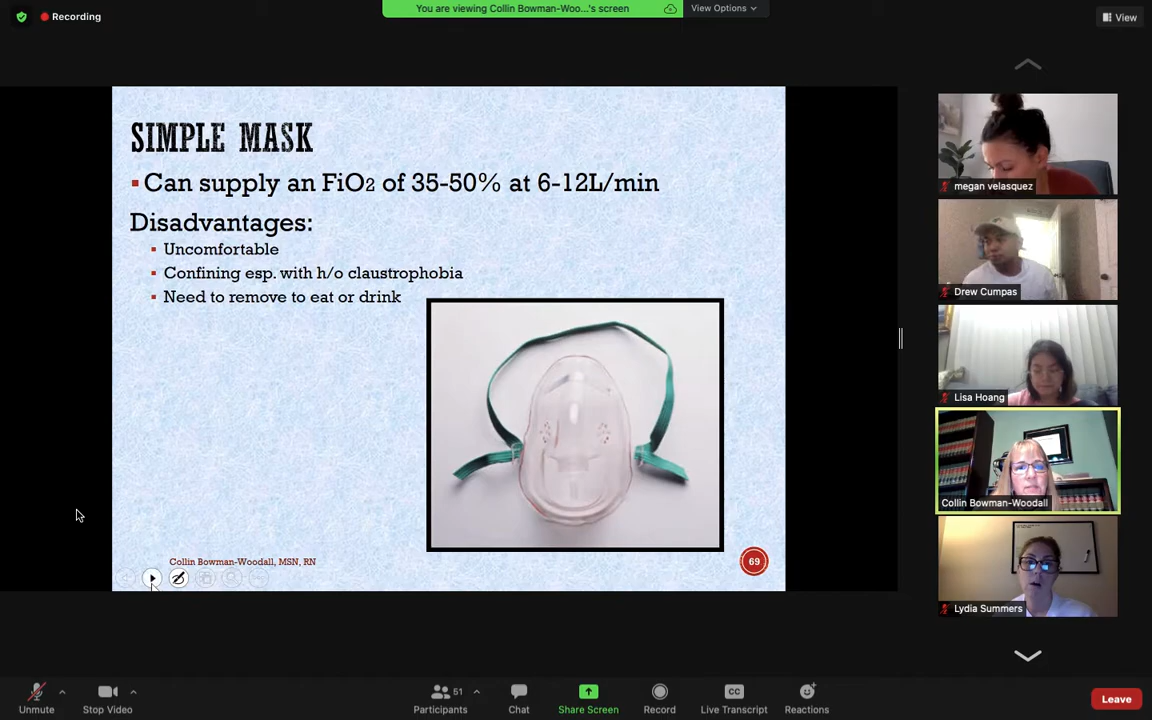 Recording
You are viewing Collin Bowman-Woo...'s screen
View Options
View
SIMPLE MASK
Can supply an FiO2 of 35-50% at 6-12L/min
Disadvantages:
Uncomfortable
Confining esp. with h/o claustrophobia
Need to remove to eat or drink
Collin Bowman-Woodall, MSN, RN
69
megan velasquez
Drew Cumpas
Lisa Hoang
Collin Bowman-Woodall
Lydia Summers
Unmute
Stop Video
51
Participants
Chat
Share Screen
Record
CC
Live Transcript
Reactions
Leave